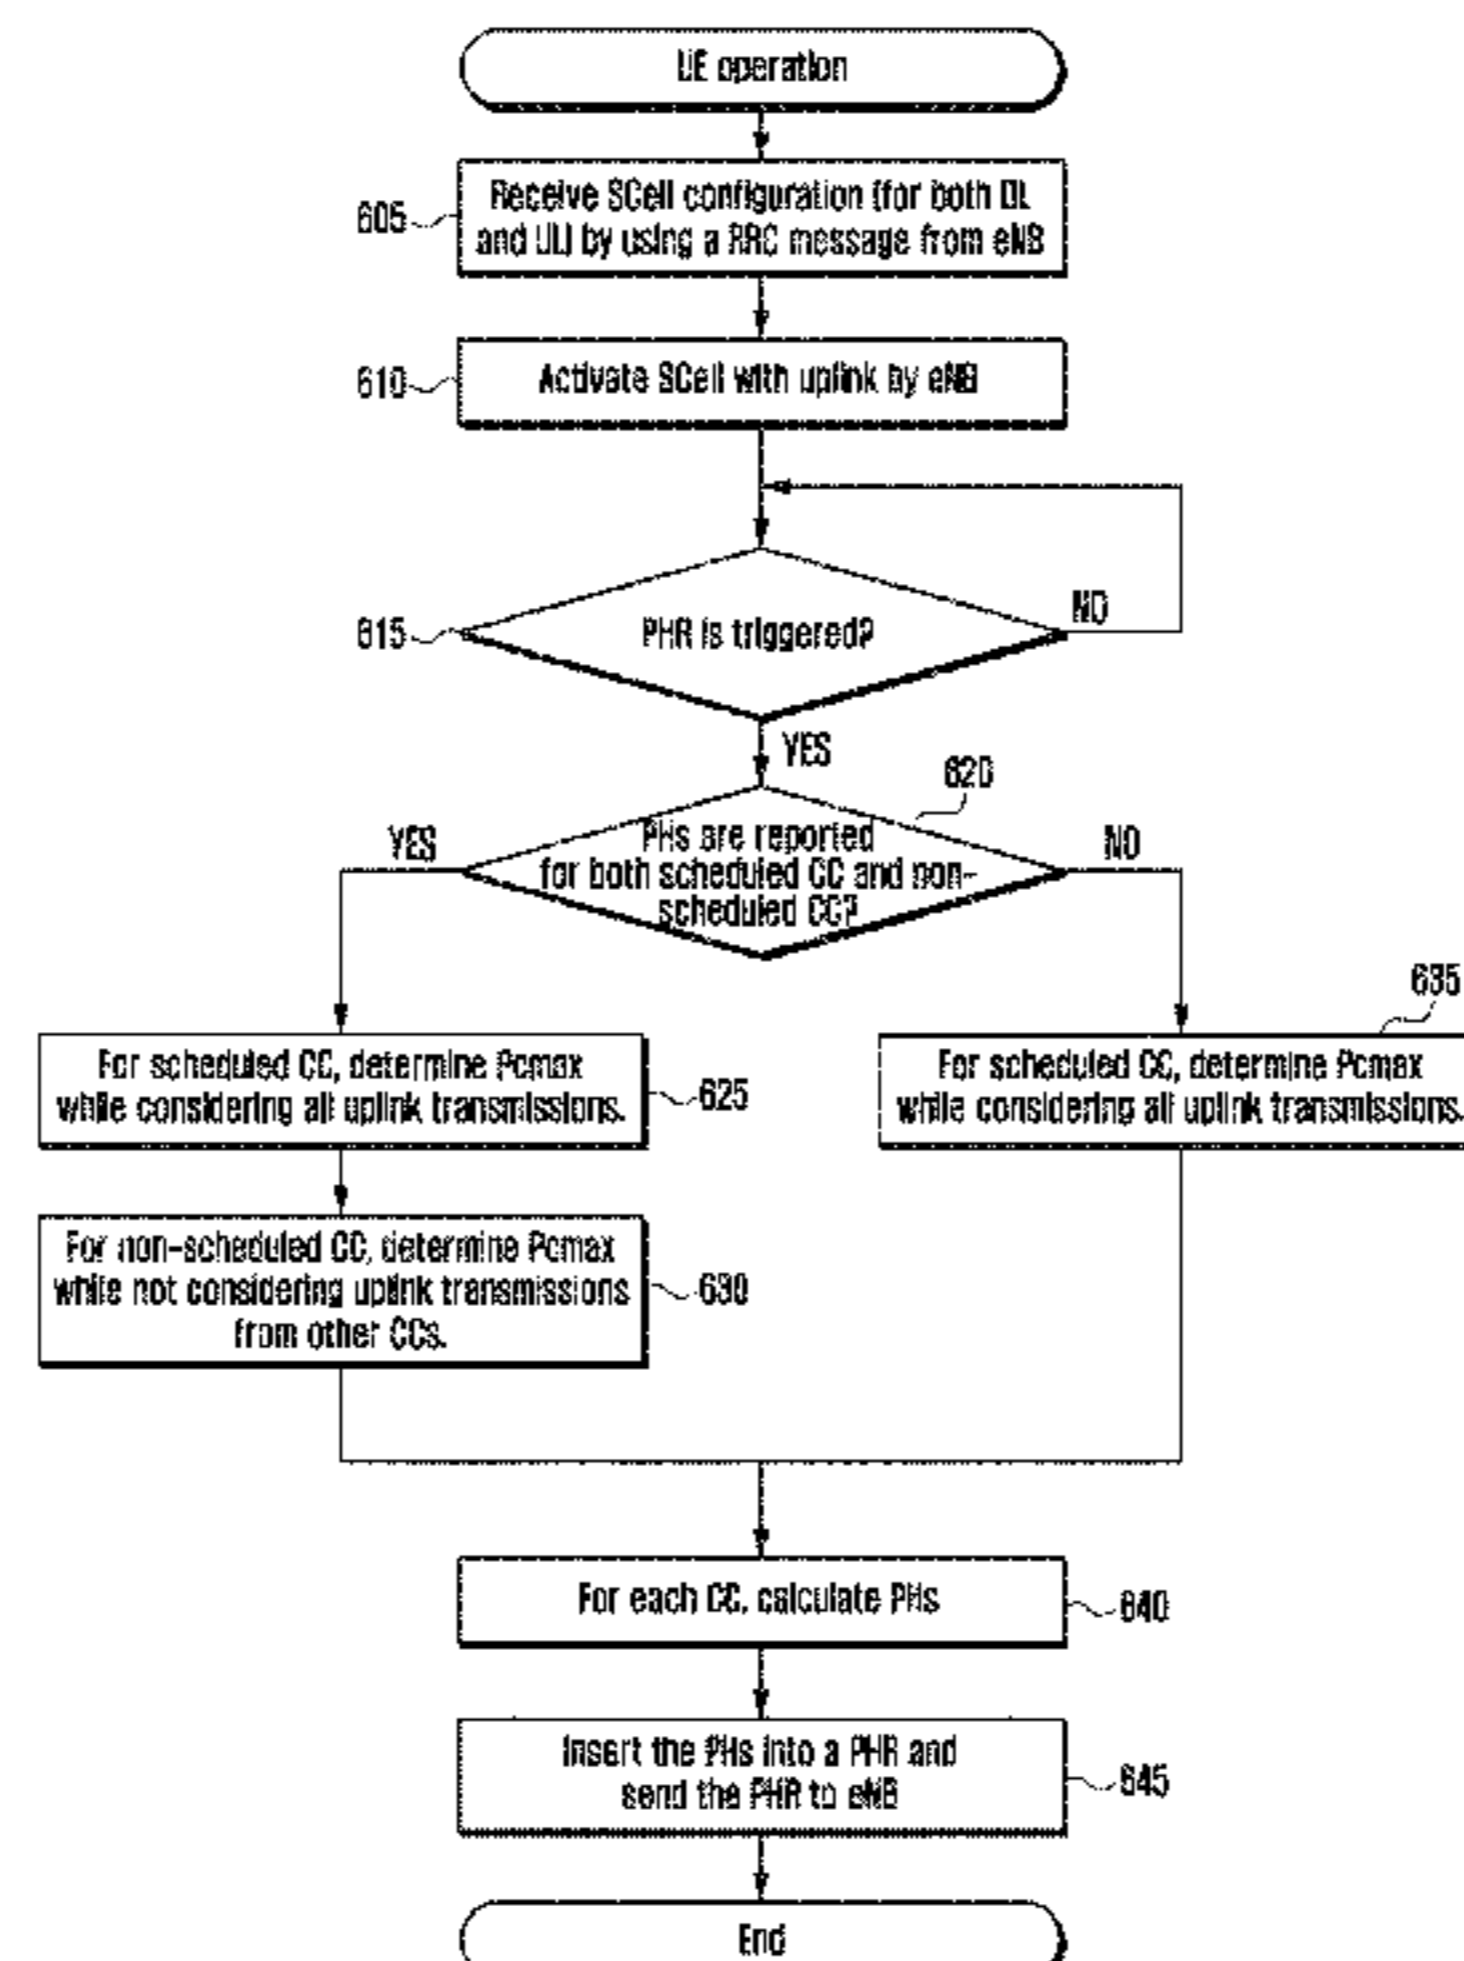 UE operation
Receive SCell configuration (for both DL
and UL) by using a RRC message from eNB
605
Activate SCell with uplink by eNB
610
NO
PHR is triggered?
615
YES
620
YES
PHs are reported
NO
for both scheduled CC and non-
scheduled CC?
635
For scheduled CC, determine Pcmax
while considering all uplink transmissions.
625
For scheduled CC, determine Pcmax
while considering all uplink transmissions.
For non-scheduled CC, determine Pcmax
while not considering uplink transmissions
from other CCs.
630
For each CC, calculate PHs
640
Insert the PHs into a PHR and
send the PHR to eNB
645
End